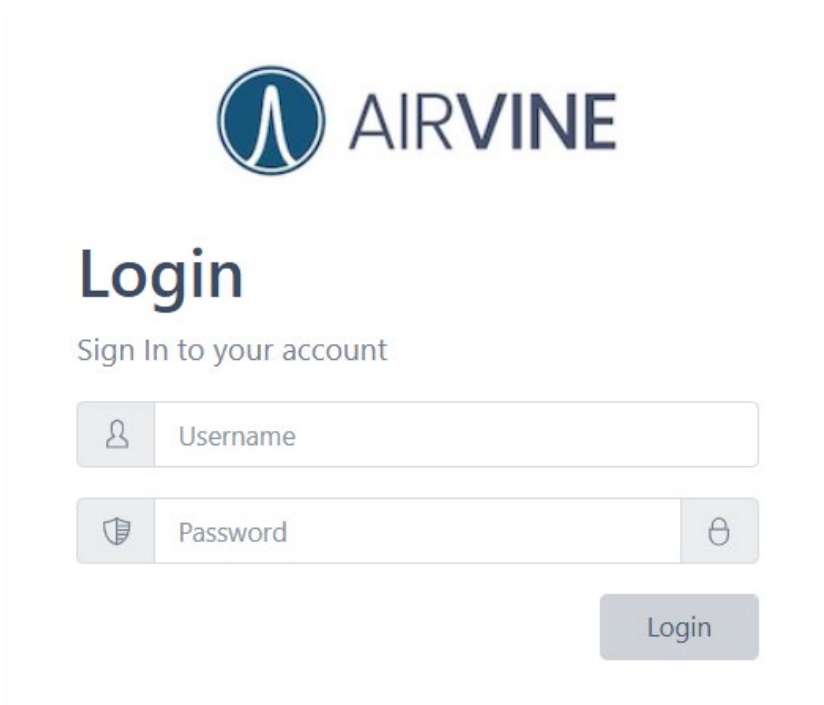 AIRVINE
Login
Sign In to your account
Username
Password
Login